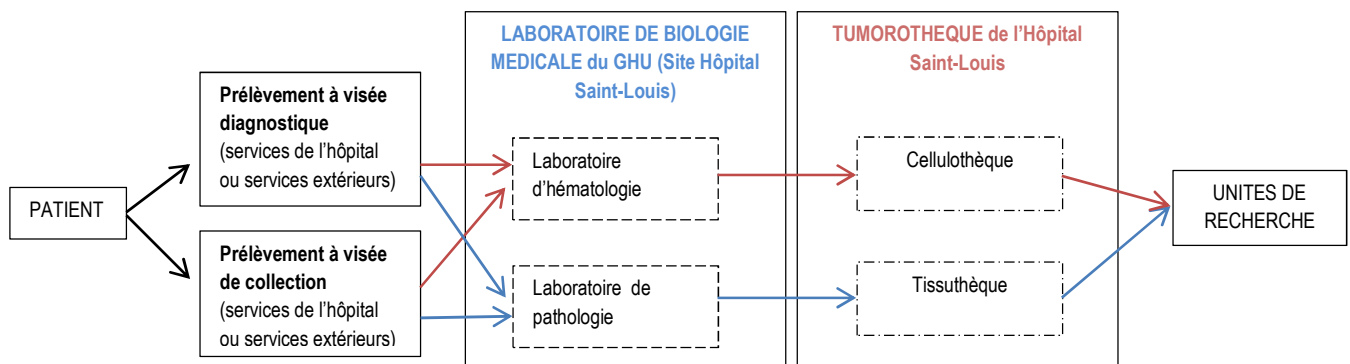 PATIENT
Prélèvement à visée
diagnostique
(services de l’hôpital
ou services extérieurs)
Prélèvement à visée
de collection
(services de l’hôpital
ou services extérieurs)
LABORATOIRE DE BIOLOGIE
MEDICALE du GHU (Site Hôpital
Saint-Louis)
Laboratoire
d’hématologie
Laboratoire de
pathologie
TUMOROTHEQUE de l’Hôpital
Saint-Louis
Cellulothèque
Tissuthèque
UNITES DE
RECHERCHE